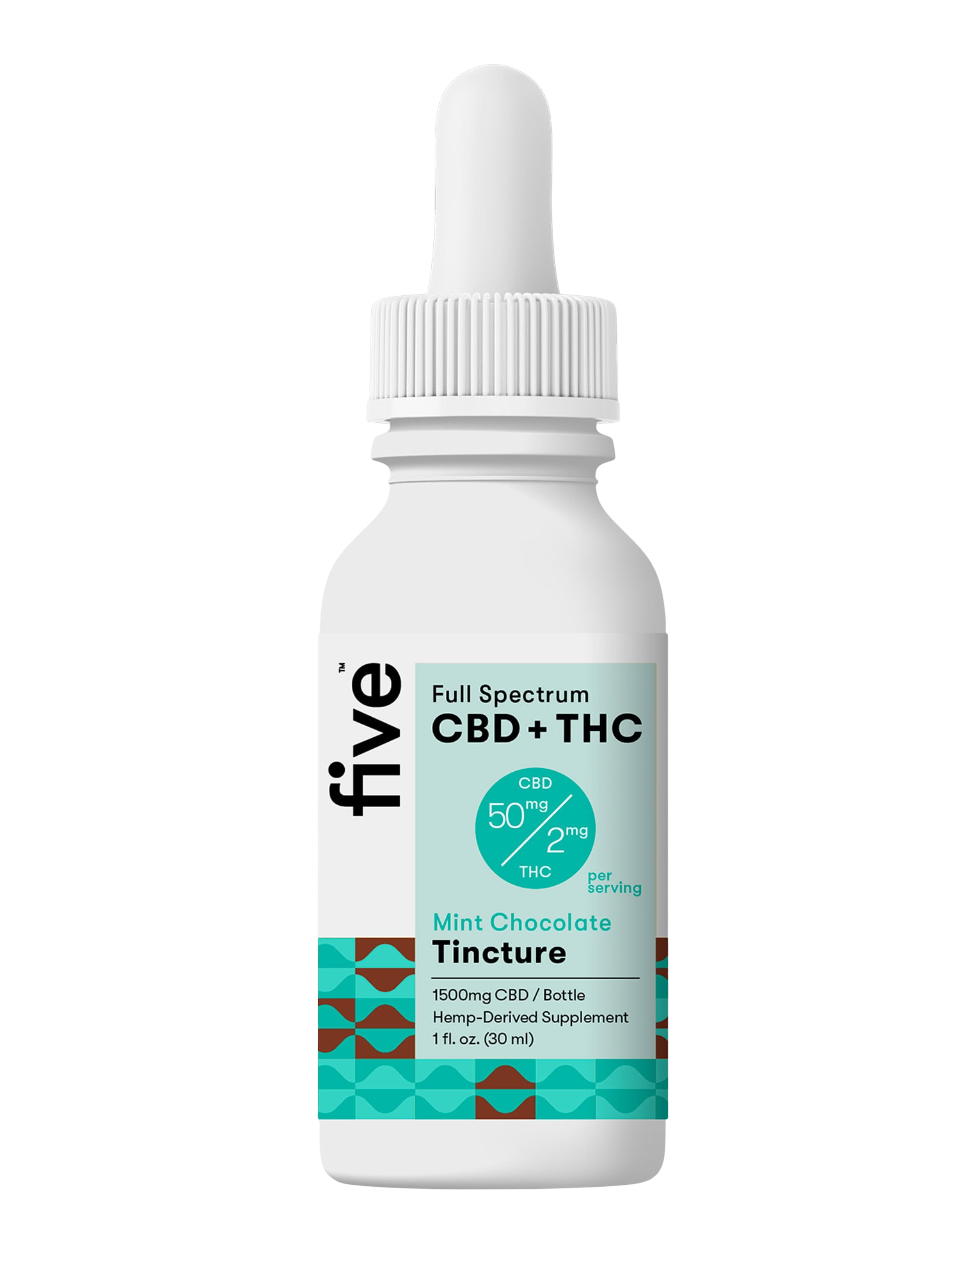 five™
Full Spectrum
CBD + THC
CBD
50mg
2mg
THC
per
serving
Mint Chocolate
Tincture
1500mg CBD / Bottle
Hemp-Derived Supplement
1 fl. oz. (30 ml)